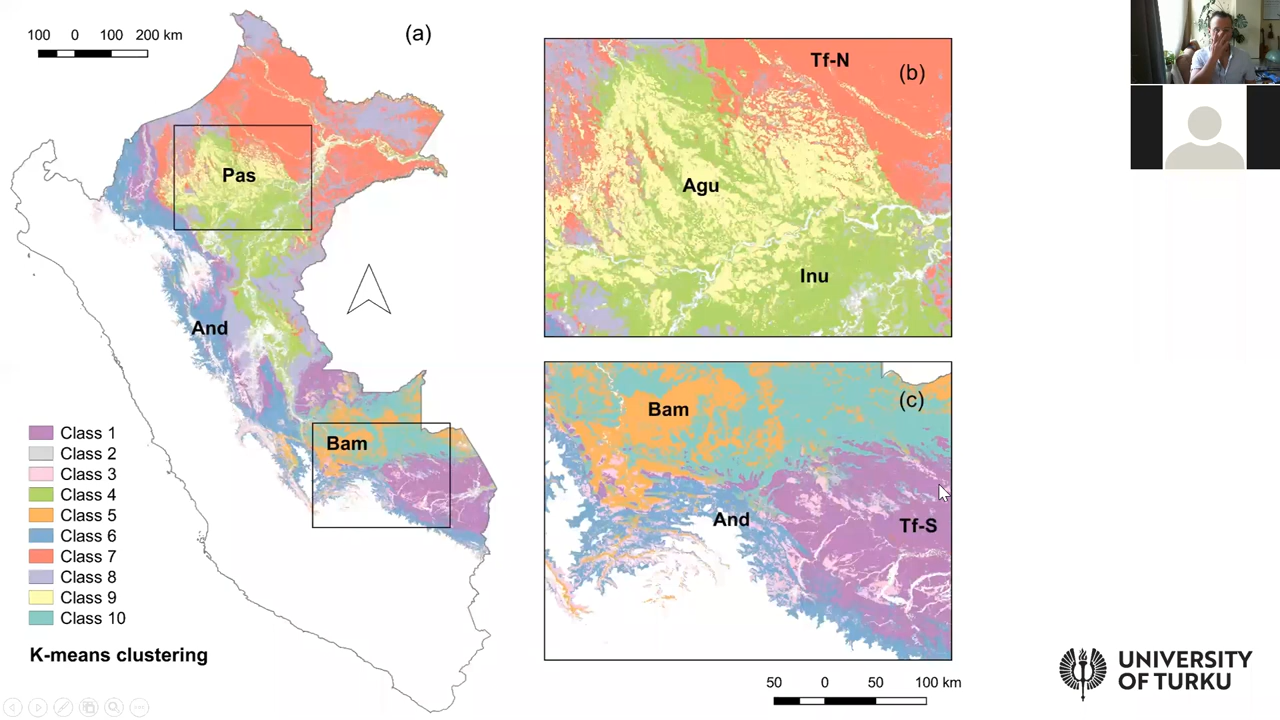 100 0 100 200 km
(a)
Pas
And
Bam
Class 1
Class 2
Class 3
Class 4
Class 5
Class 6
Class 7
Class 8
Class 9
Class 10
K-means clustering
Tf-N
(b)
Agu
Inu
Bam
(c)
And
Tf-S
50 0 50 100 km
UNIVERSITY
OF TURKU